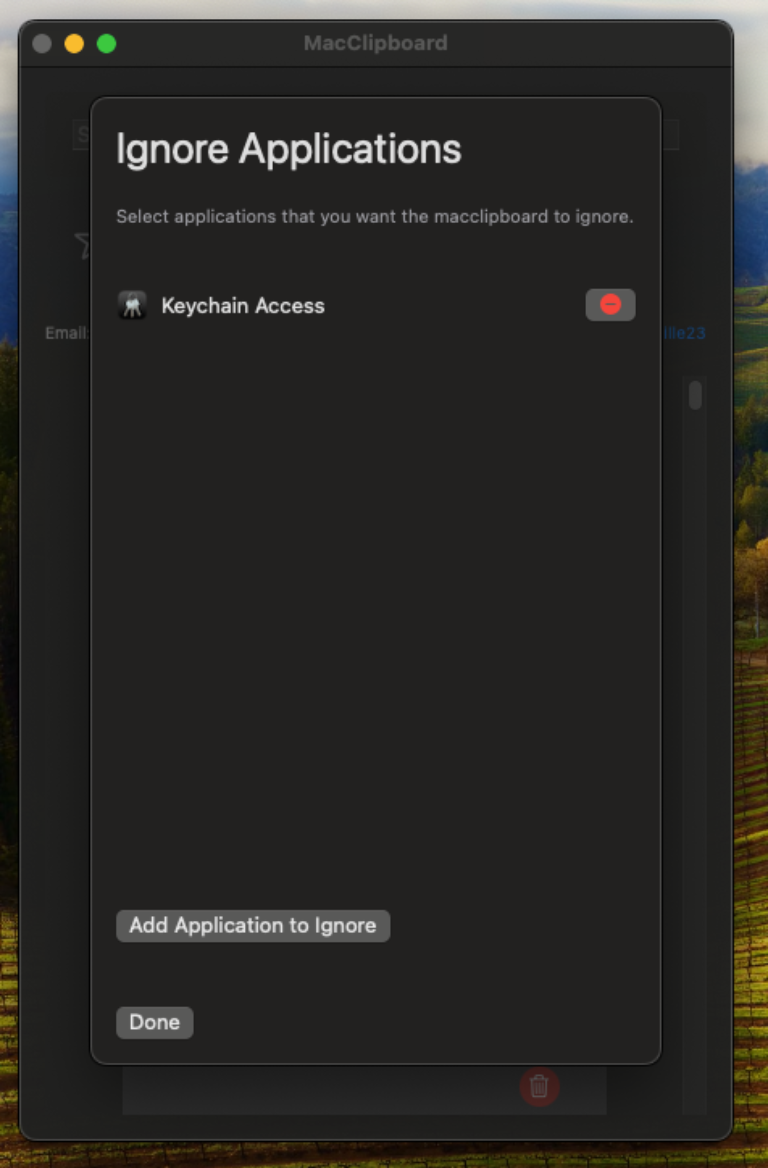 MacClipboard
Ignore Applications
Select applications that you want the macclipboard to ignore.
Keychain Access
Email:
Add Application to Ignore
Done